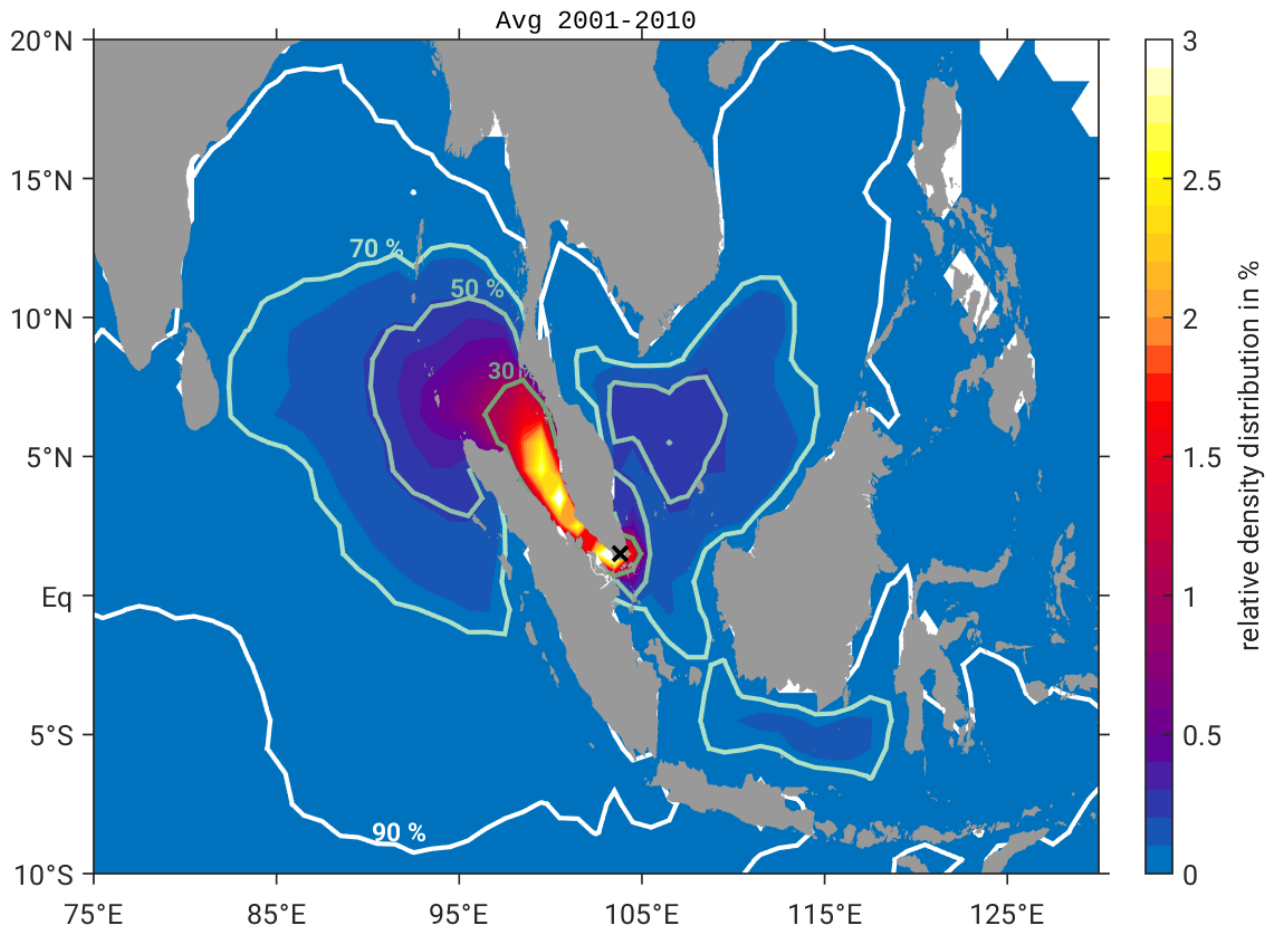 Avg 2001-2010
20°N
15°N
10°N
5°N
Eq
5°S
10°S
75°E
85°E
95°E
105°E
115°E
125°E
70 %
50 %
30 %
90 %
3
2.5
2
1.5
1
0.5
0
relative density distribution in %